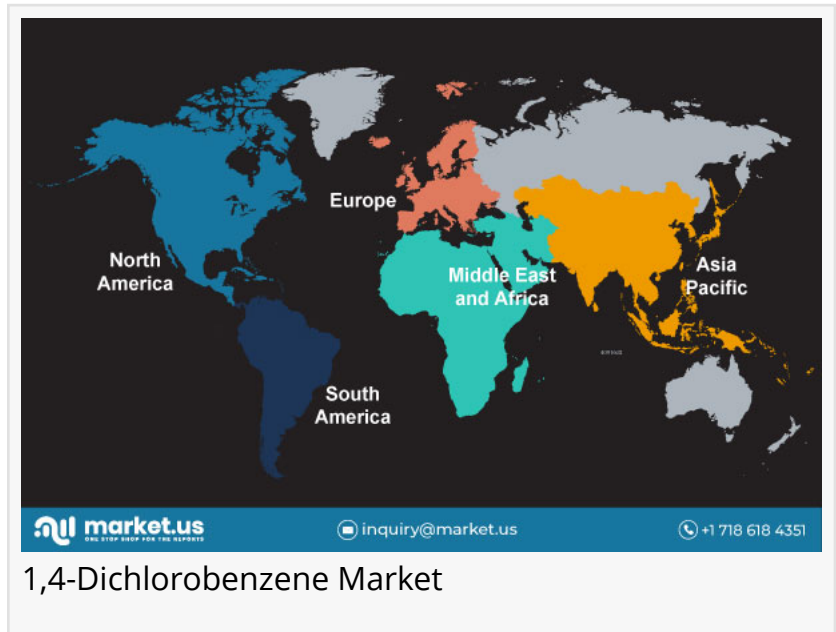 Europe
North
America
Middle East
and Africa
Asia
Pacific
South
America
market.us
ONE STOP SHOP FOR THE REPORTS
inquiry@market.us
+1 718 618 4351
1,4-Dichlorobenzene Market